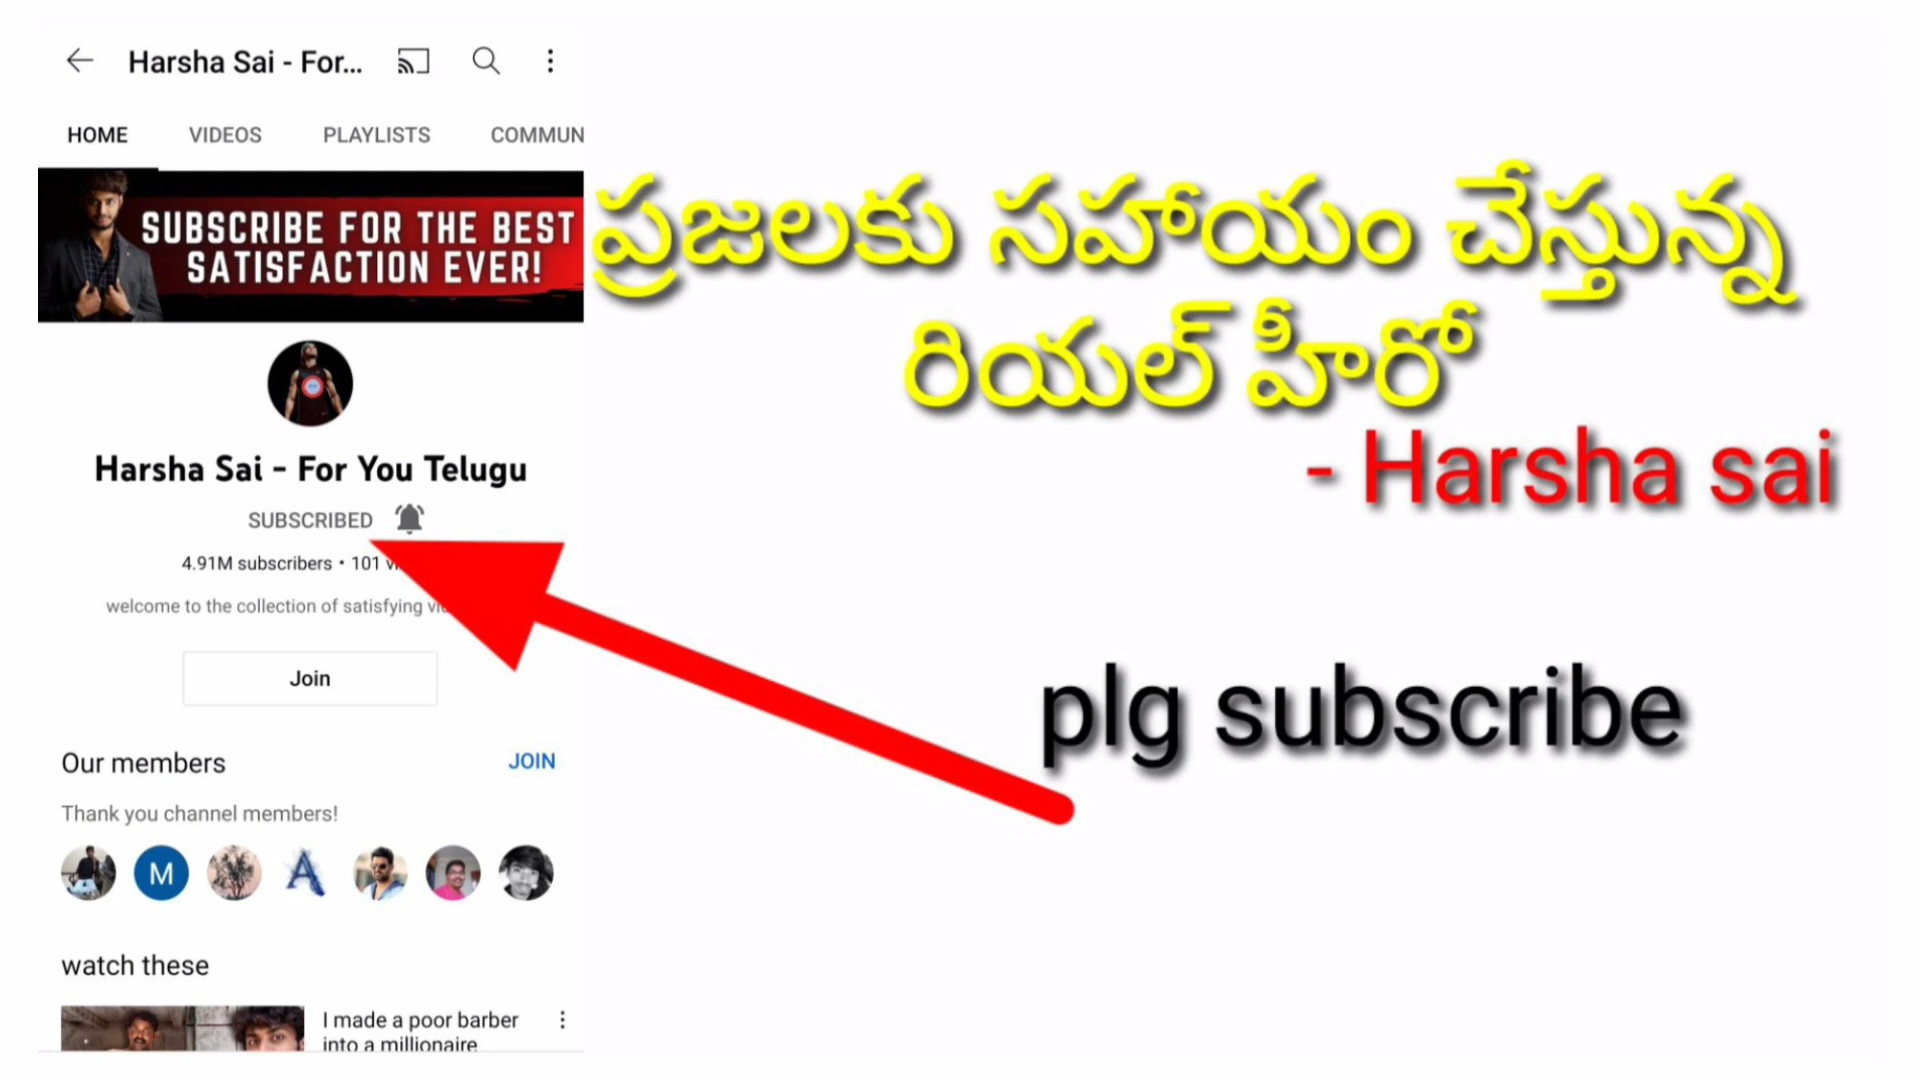 Harsha Sai - For...
HOME VIDEOS PLAYLISTS COMMUN
SUBSCRIBE FOR THE BEST
SATISFACTION EVER!
Harsha Sai - For You Telugu
SUBSCRIBED
4.91M subscribers • 101
welcome to the collection of satisfying
Join
Our members JOIN
Thank you channel members!
M
A
watch these
I made a poor barber
into a millionaire
ప్రజలకు సహాయం చేస్తున్న
రియల్ హీరో
- Harsha sai
plg subscribe